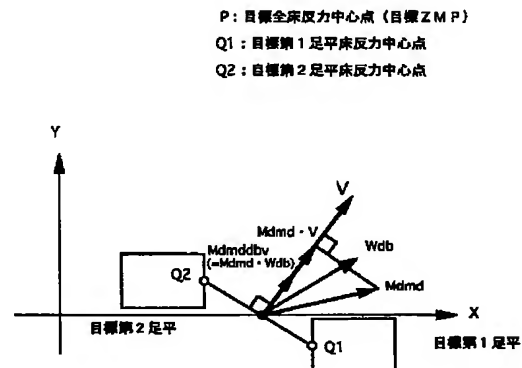 P:目標全床反力中心点(目標ZMP)
Q1:目標第1足平床反力中心点
Q2:目標第2足平床反力中心点
Y
V
Mdmd・V
Wdb
Mdmddbv
(=Mdmd・Wdb)
Q2
Mdmd
X
目標第2足平
目標第1足平
Q1